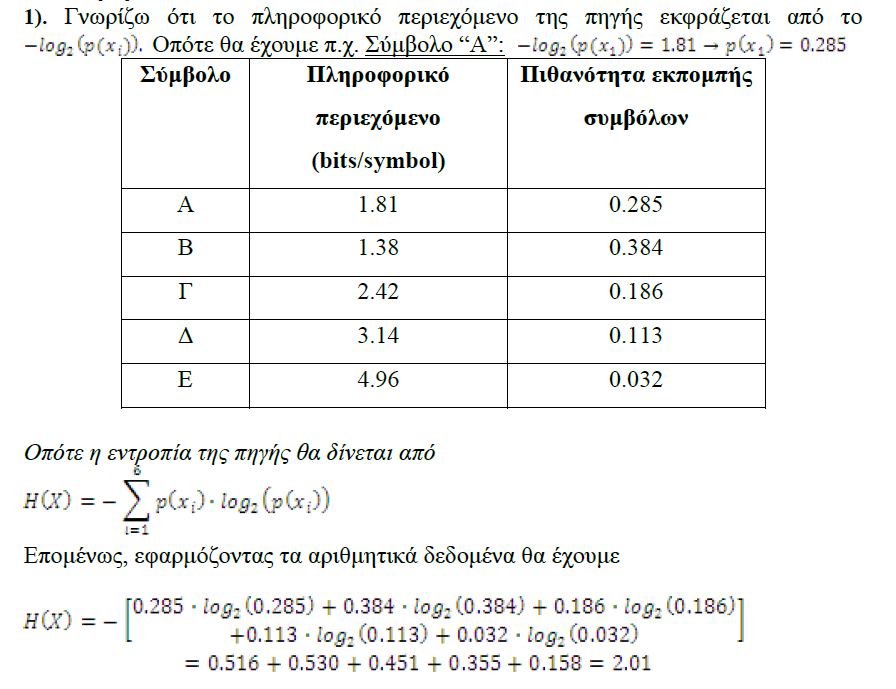 1). Γνωρίζω ότι το πληροφορικό περιεχόμενο της πηγής εκφράζεται από το
−log₂(p(xᵢ)). Οπότε θα έχουμε π.χ. Σύμβολο “Α”: −log₂(p(x₁)) = 1.81 → p(x₁) = 0.285
Σύμβολο Πληροφορικό περιεχόμενο (bits/symbol) Πιθανότητα εκπομπής συμβόλων
Α 1.81 0.285
Β 1.38 0.384
Γ 2.42 0.186
Δ 3.14 0.113
Ε 4.96 0.032
Οπότε η εντροπία της πηγής θα δίνεται από
H(X) = − ∑ᵢ₌₁⁶ p(xᵢ) · log₂(p(xᵢ))
Επομένως, εφαρμόζοντας τα αριθμητικά δεδομένα θα έχουμε
H(X) = − [0.285 · log₂(0.285) + 0.384 · log₂(0.384) + 0.186 · log₂(0.186)
+0.113 · log₂(0.113) + 0.032 · log₂(0.032)]
= 0.516 + 0.530 + 0.451 + 0.355 + 0.158 = 2.01